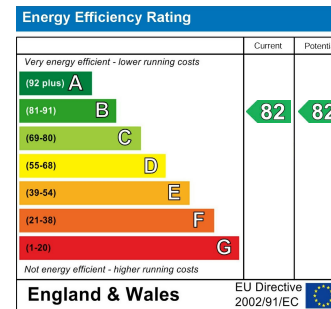 Energy Efficiency Rating
Current Potenti
Very energy efficient - lower running costs
(92 plus) A
(81-91) B 82 82
(69-80) C
(55-68) D
(39-54) E
(21-38) F
(1-20) G
Not energy efficient - higher running costs
England & Wales
EU Directive
2002/91/EC